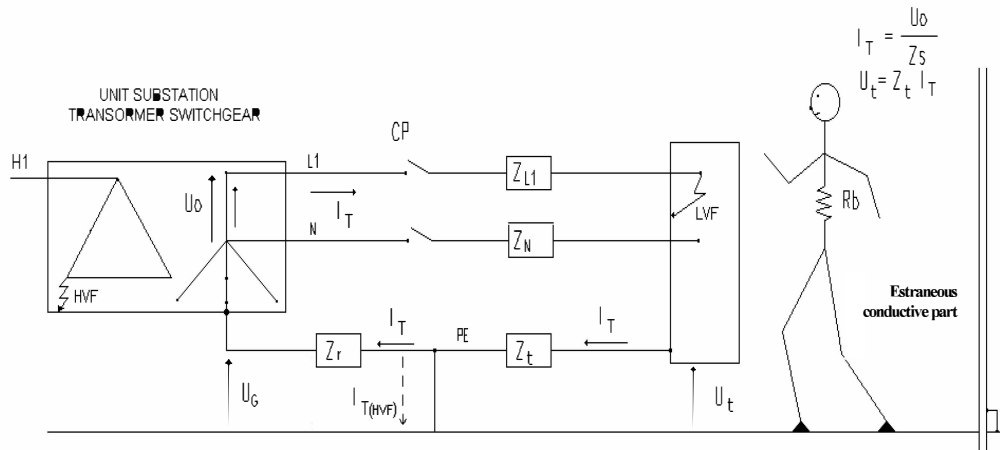 I_T = Uo / Zs
U_t = Z_t I_T
UNIT SUBSTATION
TRANSORMER SWITCHGEAR
CP
H1
L1
Z_L1
Uo
I_T
LVF
Rb
N
Z_N
HVF
Estraneous
conductive part
I_T
PE
I_T
Z_r
Z_t
U_G
I_T(HVF)
U_t